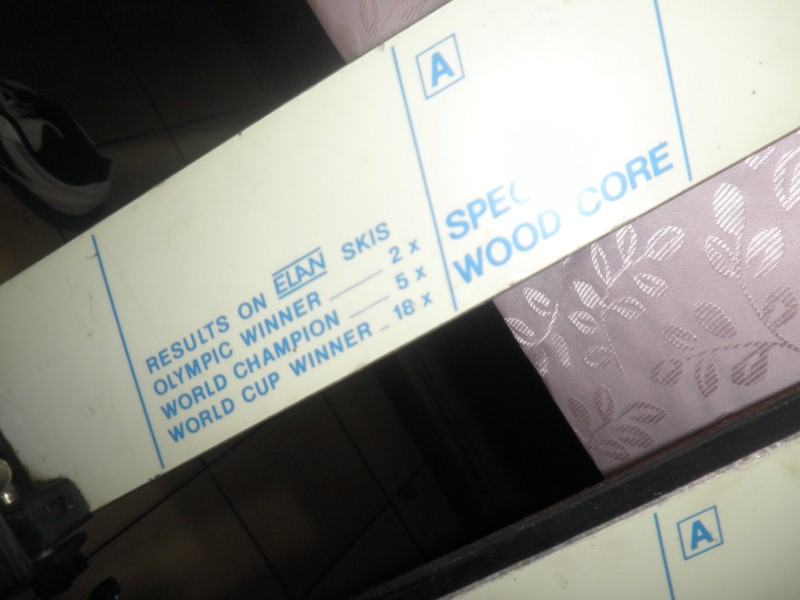 RESULTS ON ELAN SKIS
OLYMPIC WINNER 2 x
WORLD CHAMPION 5 x
WORLD CUP WINNER 18 x
A
WOOD CORE
A